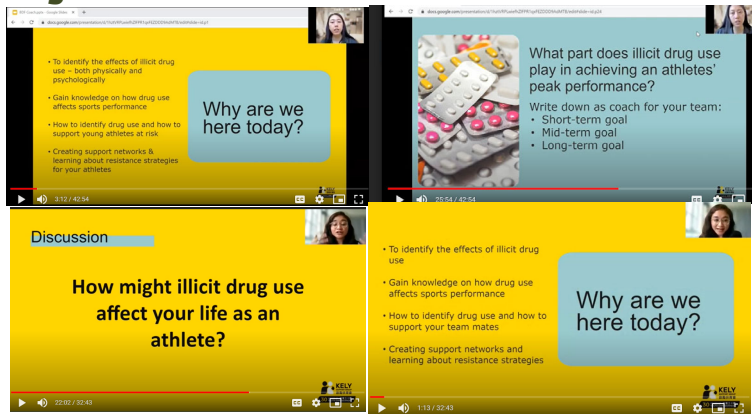 • To identify the effects of illicit drug
use – both physically and
psychologically
• Gain knowledge on how drug use
affects sports performance
• How to identify drug use and how to
support young athletes at risk
• Creating support networks &
learning about resistance strategies
for your athletes
Why are we
here today?
3:12 / 42:54
CC
What part does illicit drug use
play in achieving an athletes’
peak performance?
Write down as coach for your team:
• Short-term goal
• Mid-term goal
• Long-term goal
25:54 / 42:54
CC
Discussion
How might illicit drug use
affect your life as an
athlete?
KELY
22:02 / 32:43
CC
• To identify the effects of illicit drug
use
• Gain knowledge on how drug use
affects sports performance
• How to identify drug use and how to
support your team mates
• Creating support networks and
learning about resistance strategies
Why are we
here today?
KELY
1:13 / 32:43
CC